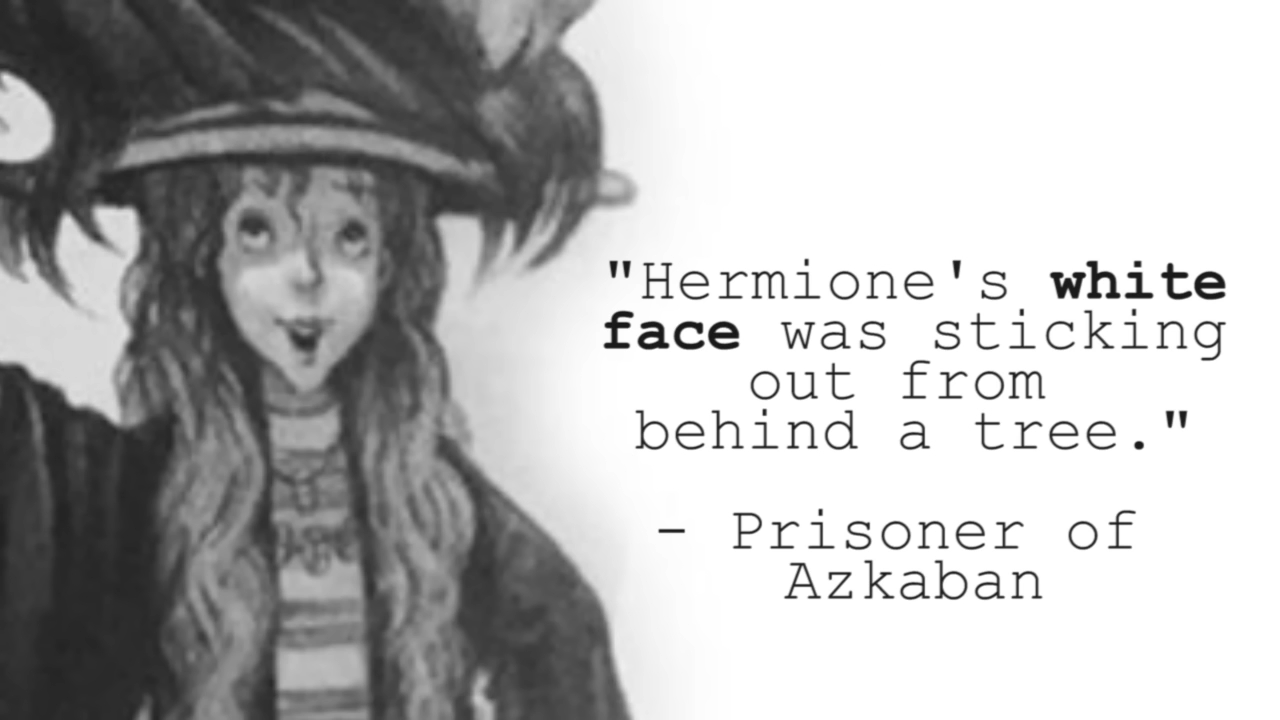 "Hermione's white
face was sticking
out from
behind a tree."
- Prisoner of
Azkaban